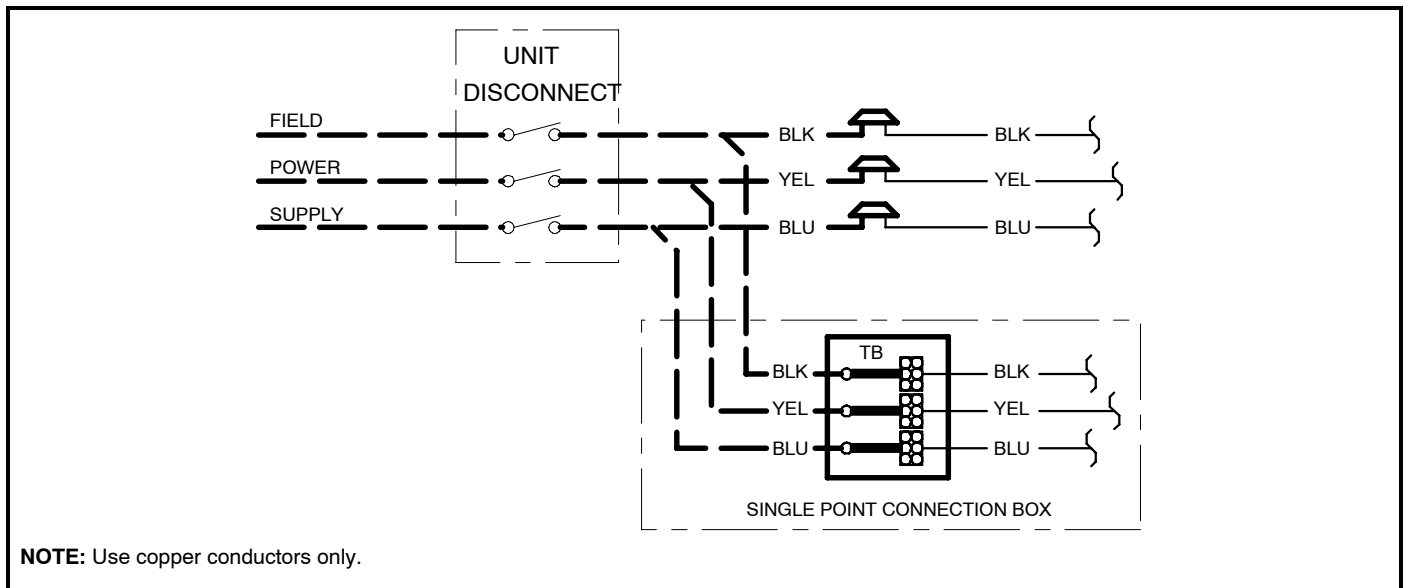 UNIT
DISCONNECT
FIELD
BLK
BLK
POWER
YEL
YEL
SUPPLY
BLU
BLU
TB
BLK
BLK
YEL
YEL
BLU
BLU
SINGLE POINT CONNECTION BOX
NOTE: Use copper conductors only.